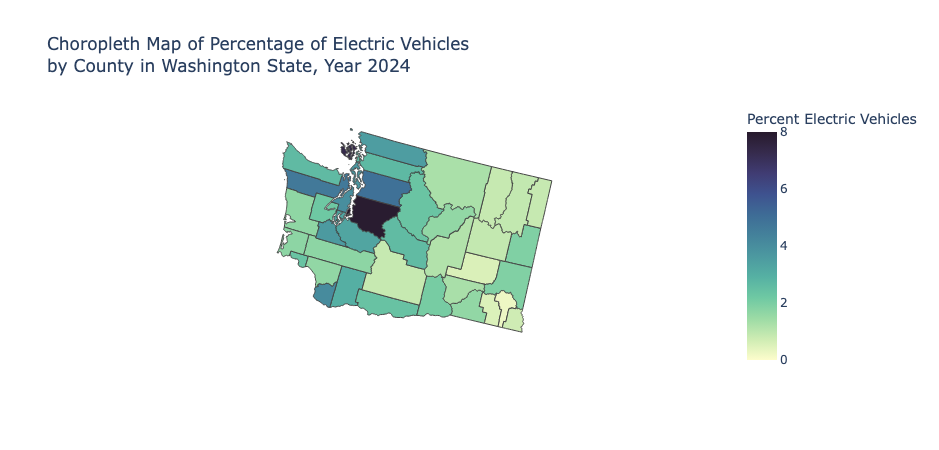 Choropleth Map of Percentage of Electric Vehicles
by County in Washington State, Year 2024
Percent Electric Vehicles
8
6
4
2
0